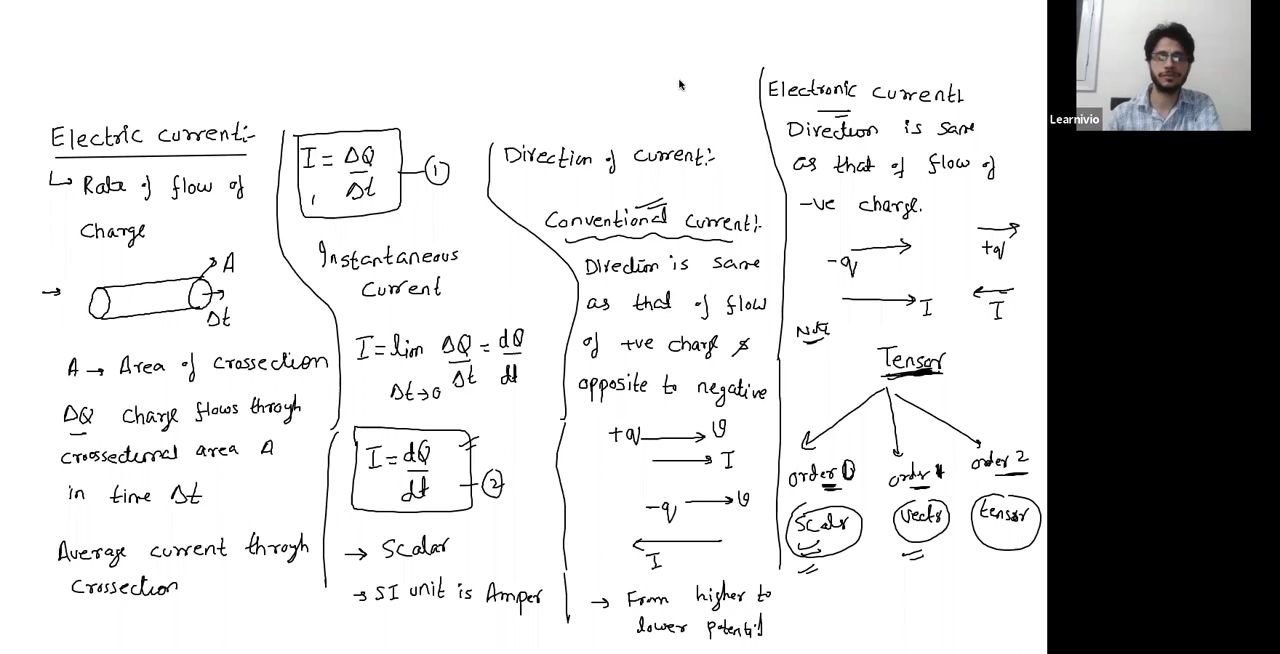 Electric current:-
↳ Rate of flow of
Charge
A
Δt
A → Area of crossection
ΔQ charge flows through
crossectional area A
in time Δt
Average current through
Crossection
I = ΔQ/Δt — ①
Instantaneous
Current
I = lim ΔQ/Δt = dQ/dt
Δt→0
I = dQ/dt — ②
→ Scalar
→ SI unit is Amper
Direction of current:-
Conventional current:-
Direction is same
as that of flow
of +ve charge &
opposite to negative
+q → v
→ I
-q → v
←
I
→ From higher to
lower potential
Electronic current:
Direction is same
as that of flow of
-ve charge.
-q →
→ I
+q
I
Note
Tensor
order 0
order 1
order 2
Scalar
Vector
tensor
Learnivio